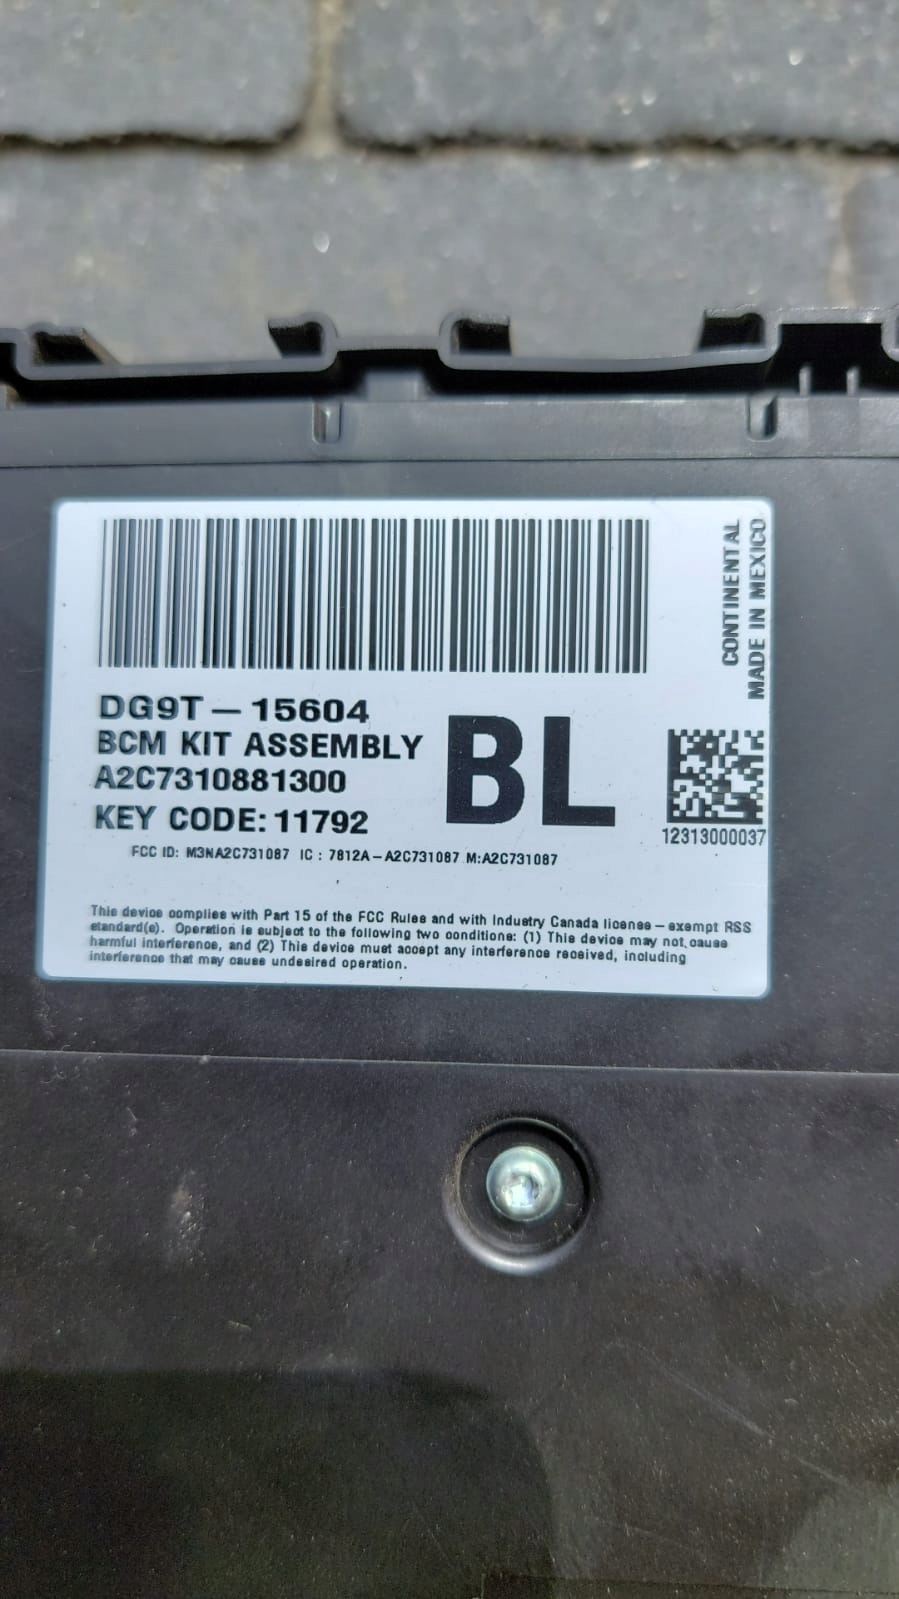 CONTINENTAL
MADE IN MEXICO
DG9T-15604
BCM KIT ASSEMBLY
A2C7310881300
KEY CODE: 11792
BL
12313000037
FCC ID: M3NA2C731087 IC : 7812A-A2C731087 M:A2C731087
This device complies with Part 15 of the FCC Rules and with Industry Canada license-exempt RSS
standard(s). Operation is subject to the following two conditions: (1) This device may not cause
harmful interference, and (2) This device must accept any interference received, including
interference that may cause undesired operation.